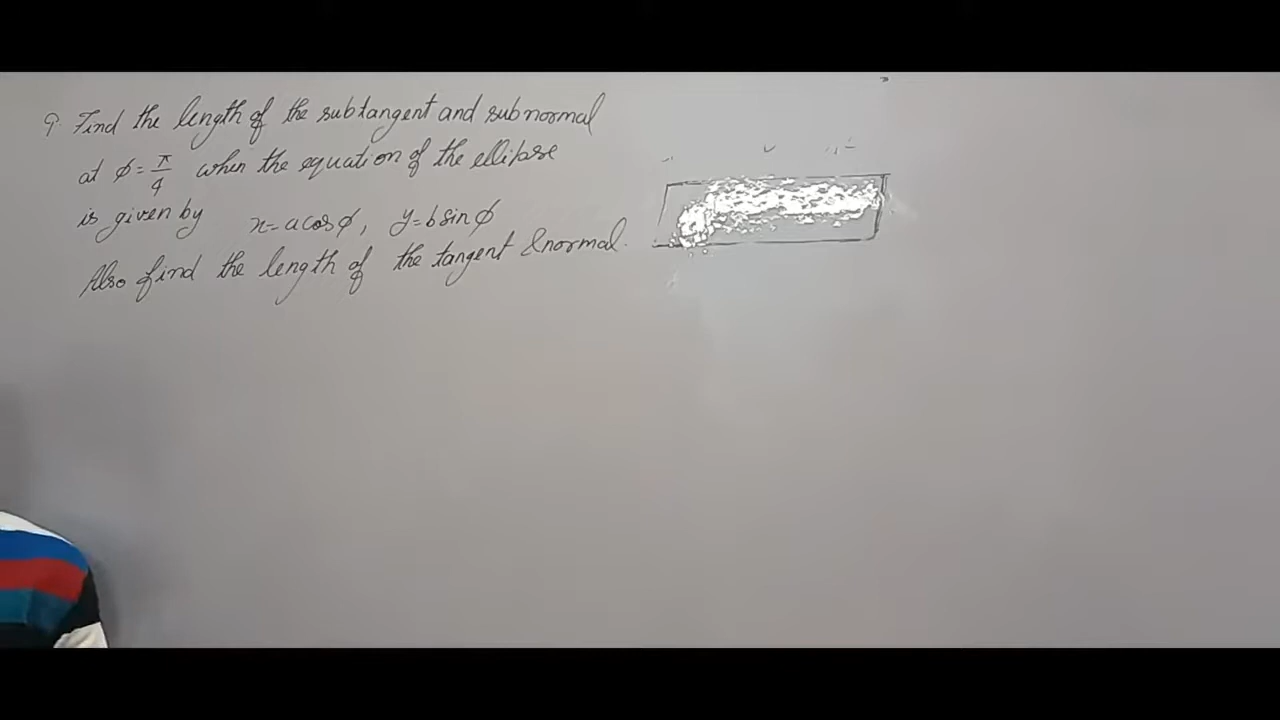 Q. Find the length of the subtangent and subnormal
at φ = π/4 when the equation of the ellipse
is given by x = a cos φ, y = b sin φ
Also find the length of the tangent & normal.